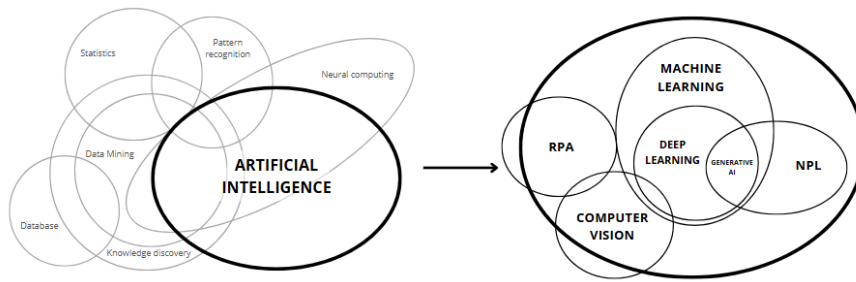 Statistics
Pattern
recognition
Neural computing
Data Mining
ARTIFICIAL
INTELLIGENCE
Database
Knowledge discovery
MACHINE
LEARNING
RPA
DEEP
LEARNING
GENERATIVE
AI
NPL
COMPUTER
VISION